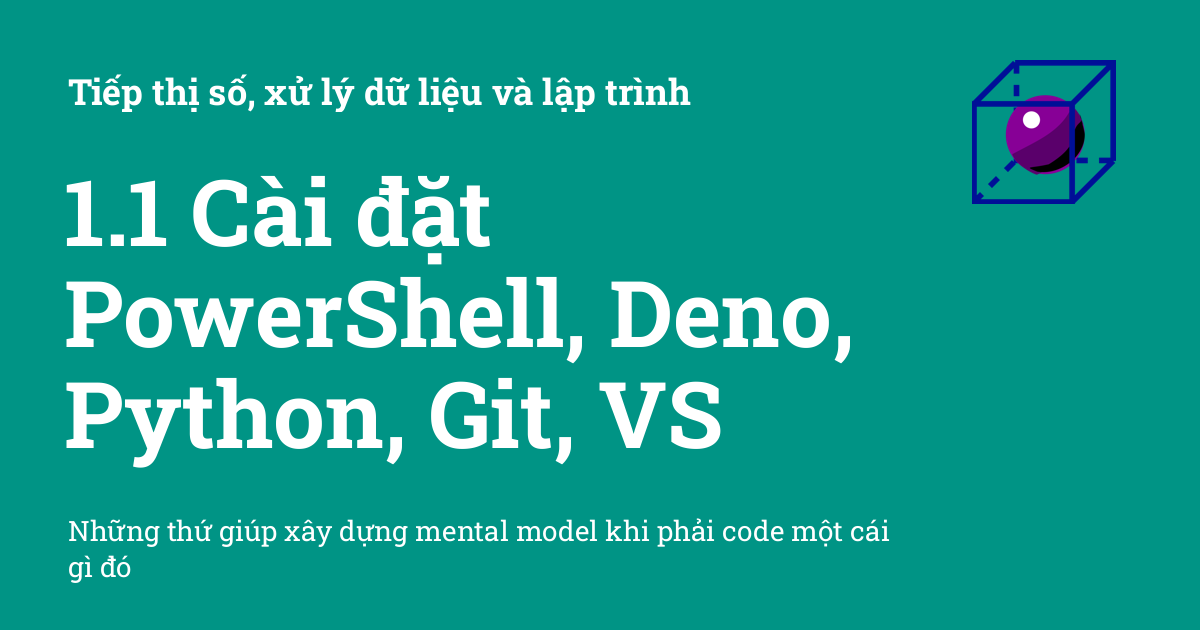 Tiếp thị số, xử lý dữ liệu và lập trình
1.1 Cài đặt
PowerShell, Deno,
Python, Git, VS
Những thứ giúp xây dựng mental model khi phải code một cái
gì đó